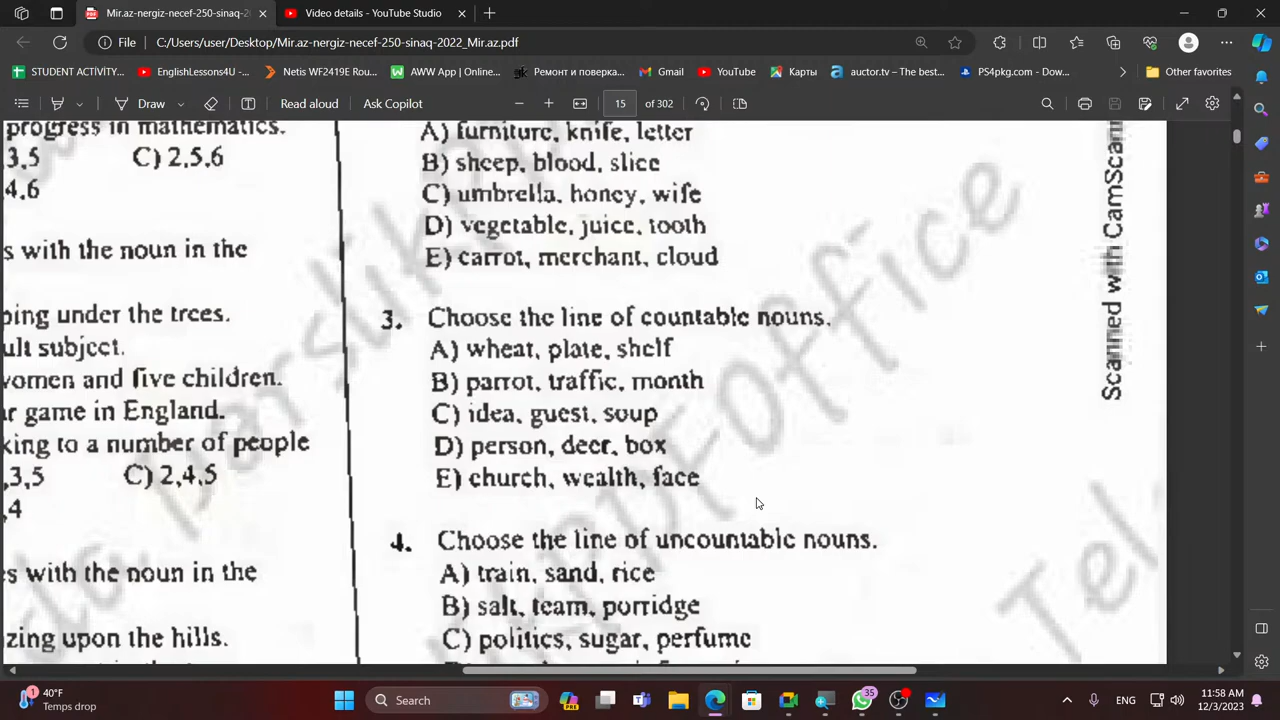 Mir.az-nergiz-necef-250-sinaq-2
Video details - YouTube Studio
File
C:/Users/user/Desktop/Mir.az-nergiz-necef-250-sinaq-2022_Mir.az.pdf
STUDENT ACTİVİTY...
EnglishLessons4U -...
Netis WF2419E Rou...
AWW App | Online...
Ремонт и поверка...
Gmail
YouTube
Карты
auctor.tv – The best...
PS4pkg.com - Dow...
Other favorites
Draw
Read aloud
Ask Copilot
15
of 302
progress in mathematics.
3,5 C) 2,5,6
4,6
s with the noun in the
ping under the trees.
ult subject.
women and five children.
ar game in England.
king to a number of people
,3,5 C) 2,4,5
,4
s with the noun in the
zing upon the hills.
A) furniture, knife, letter
B) sheep, blood, slice
C) umbrella, honey, wife
D) vegetable, juice, tooth
E) carrot, merchant, cloud
3. Choose the line of countable nouns.
A) wheat, plate, shelf
B) parrot, traffic, month
C) idea, guest, soup
D) person, deer, box
E) church, wealth, face
4. Choose the line of uncountable nouns.
A) train, sand, rice
B) salt, team, porridge
C) politics, sugar, perfume
Scanned with CamScan
1
40°F
Temps drop
Search
35
ENG
11:58 AM
12/3/2023